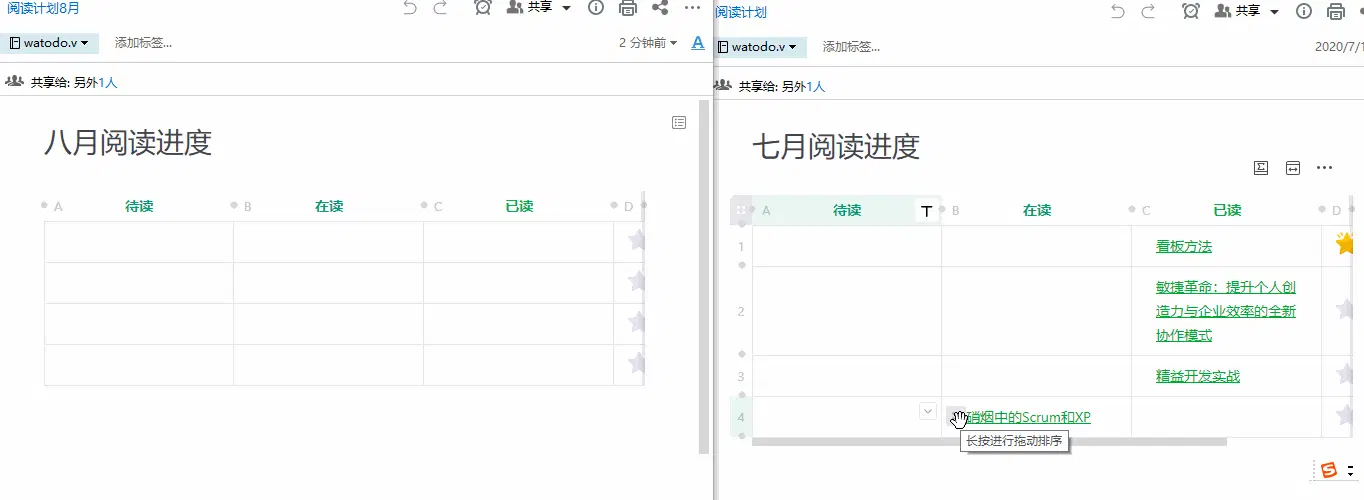 阅读计划8月
共享
watodo.v
添加标签...
2 分钟前
A
共享给: 另外1人
八月阅读进度
A 待读 B 在读 C 已读 D
阅读计划
共享
watodo.v
添加标签...
2020/7/1
共享给: 另外1人
七月阅读进度
Σ
A 待读 T B 在读 C 已读 D
1 看板方法
2 敏捷革命：提升个人创
造力与企业效率的全新
协作模式
3 精益开发实战
4 硝烟中的Scrum和XP
长按进行拖动排序
S